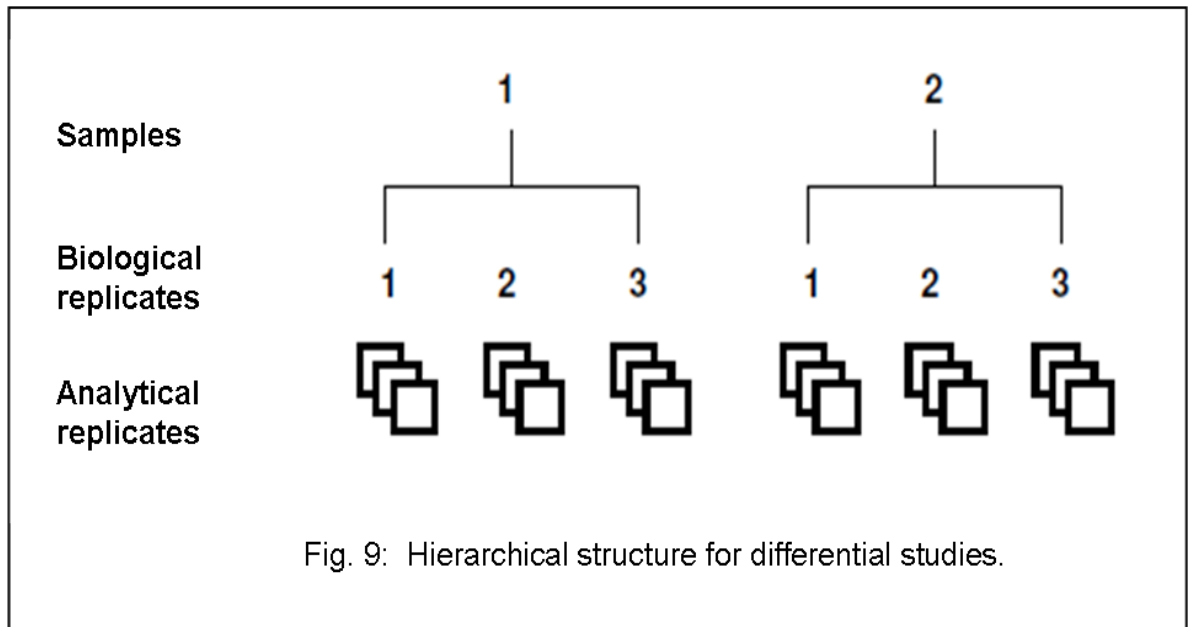 1 2
Samples
Biological
replicates
1 2 3 1 2 3
Analytical
replicates
Fig. 9: Hierarchical structure for differential studies.